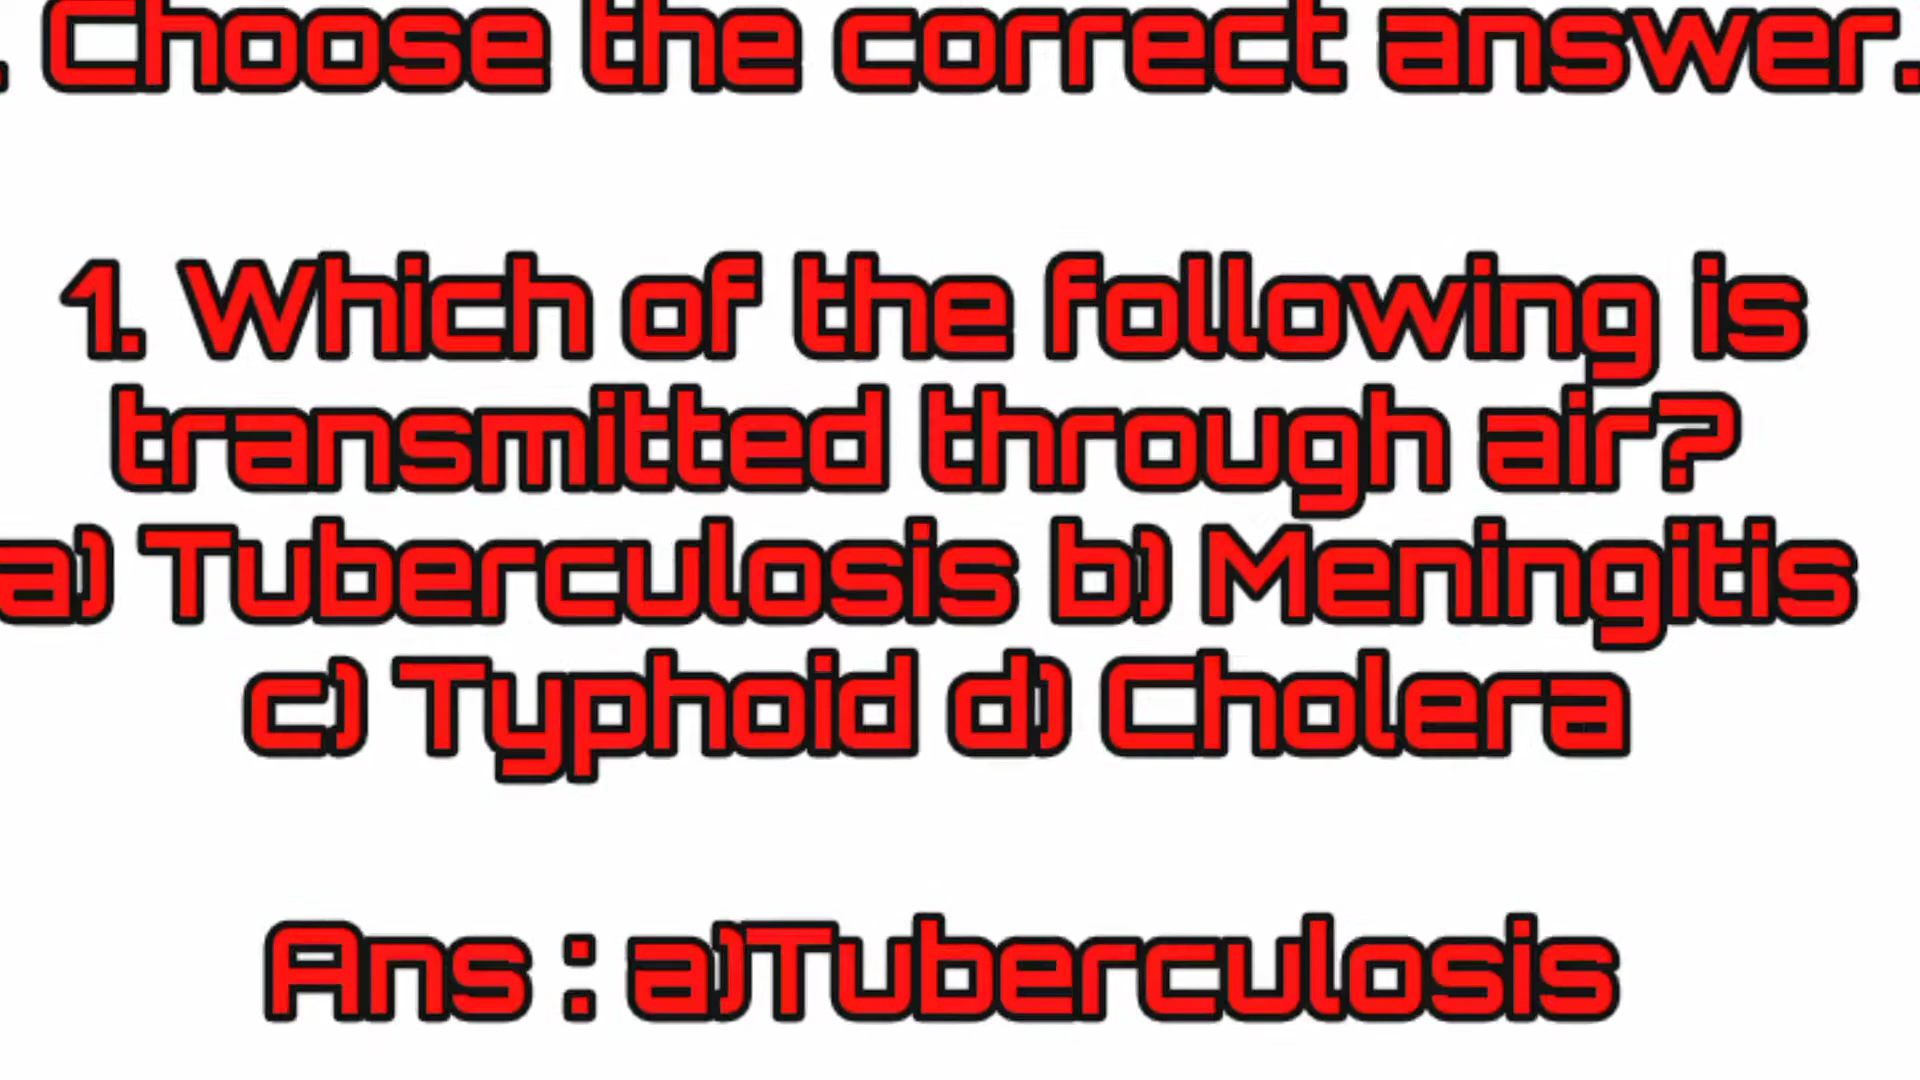 . Choose the correct answer.
1. Which of the following is
transmitted through air?
a) Tuberculosis b) Meningitis
c) Typhoid d) Cholera
Ans : a)Tuberculosis